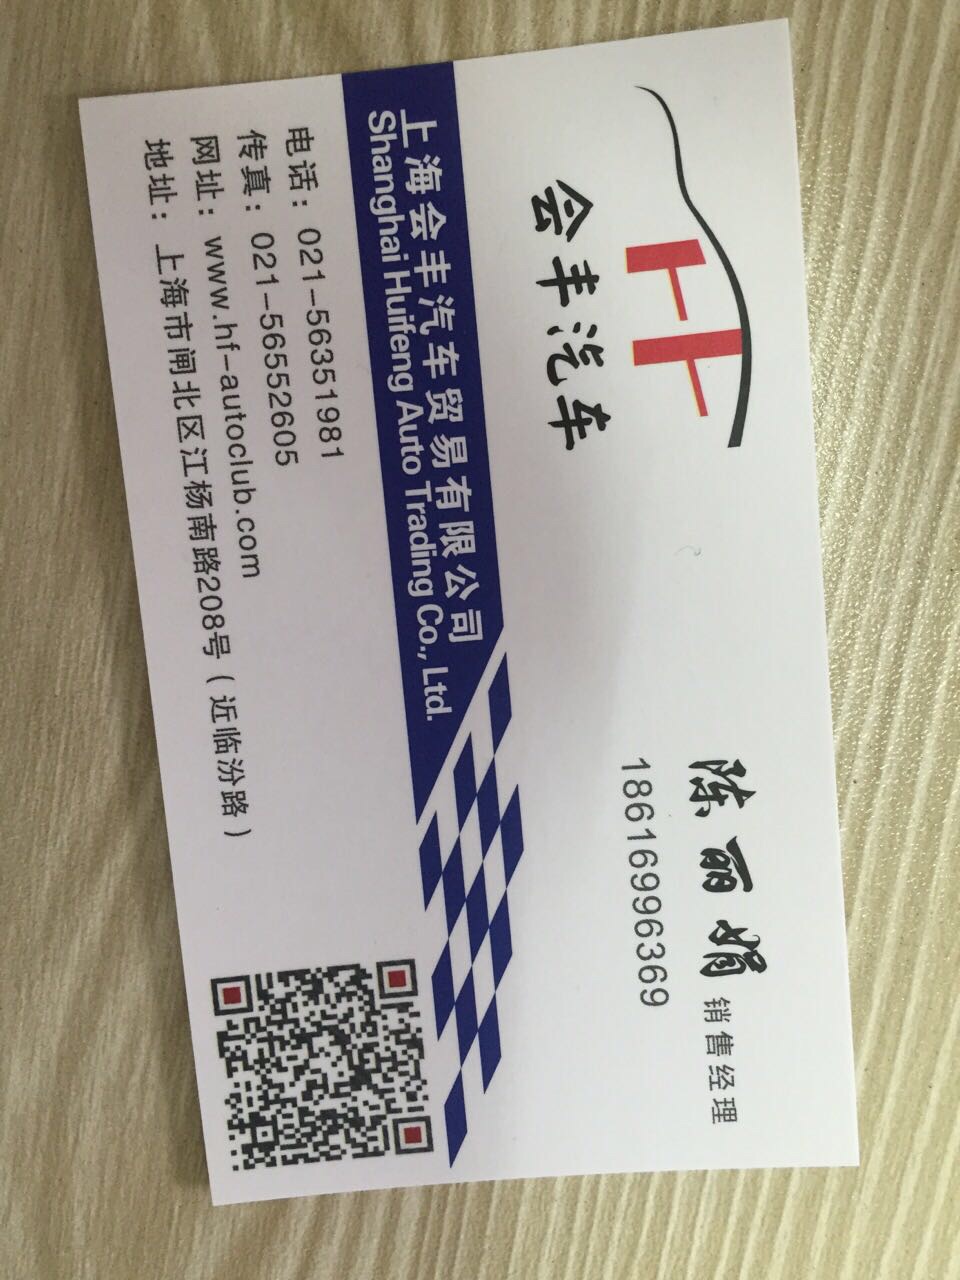 会丰汽车
陈丽娟 销售经理
18616996369
上海会丰汽车贸易有限公司
Shanghai Huifeng Auto Trading Co., Ltd.
电话：021-56351981
传真：021-56552605
网址：www.hf-autoclub.com
地址：上海市闸北区江杨南路208号（近临汾路）